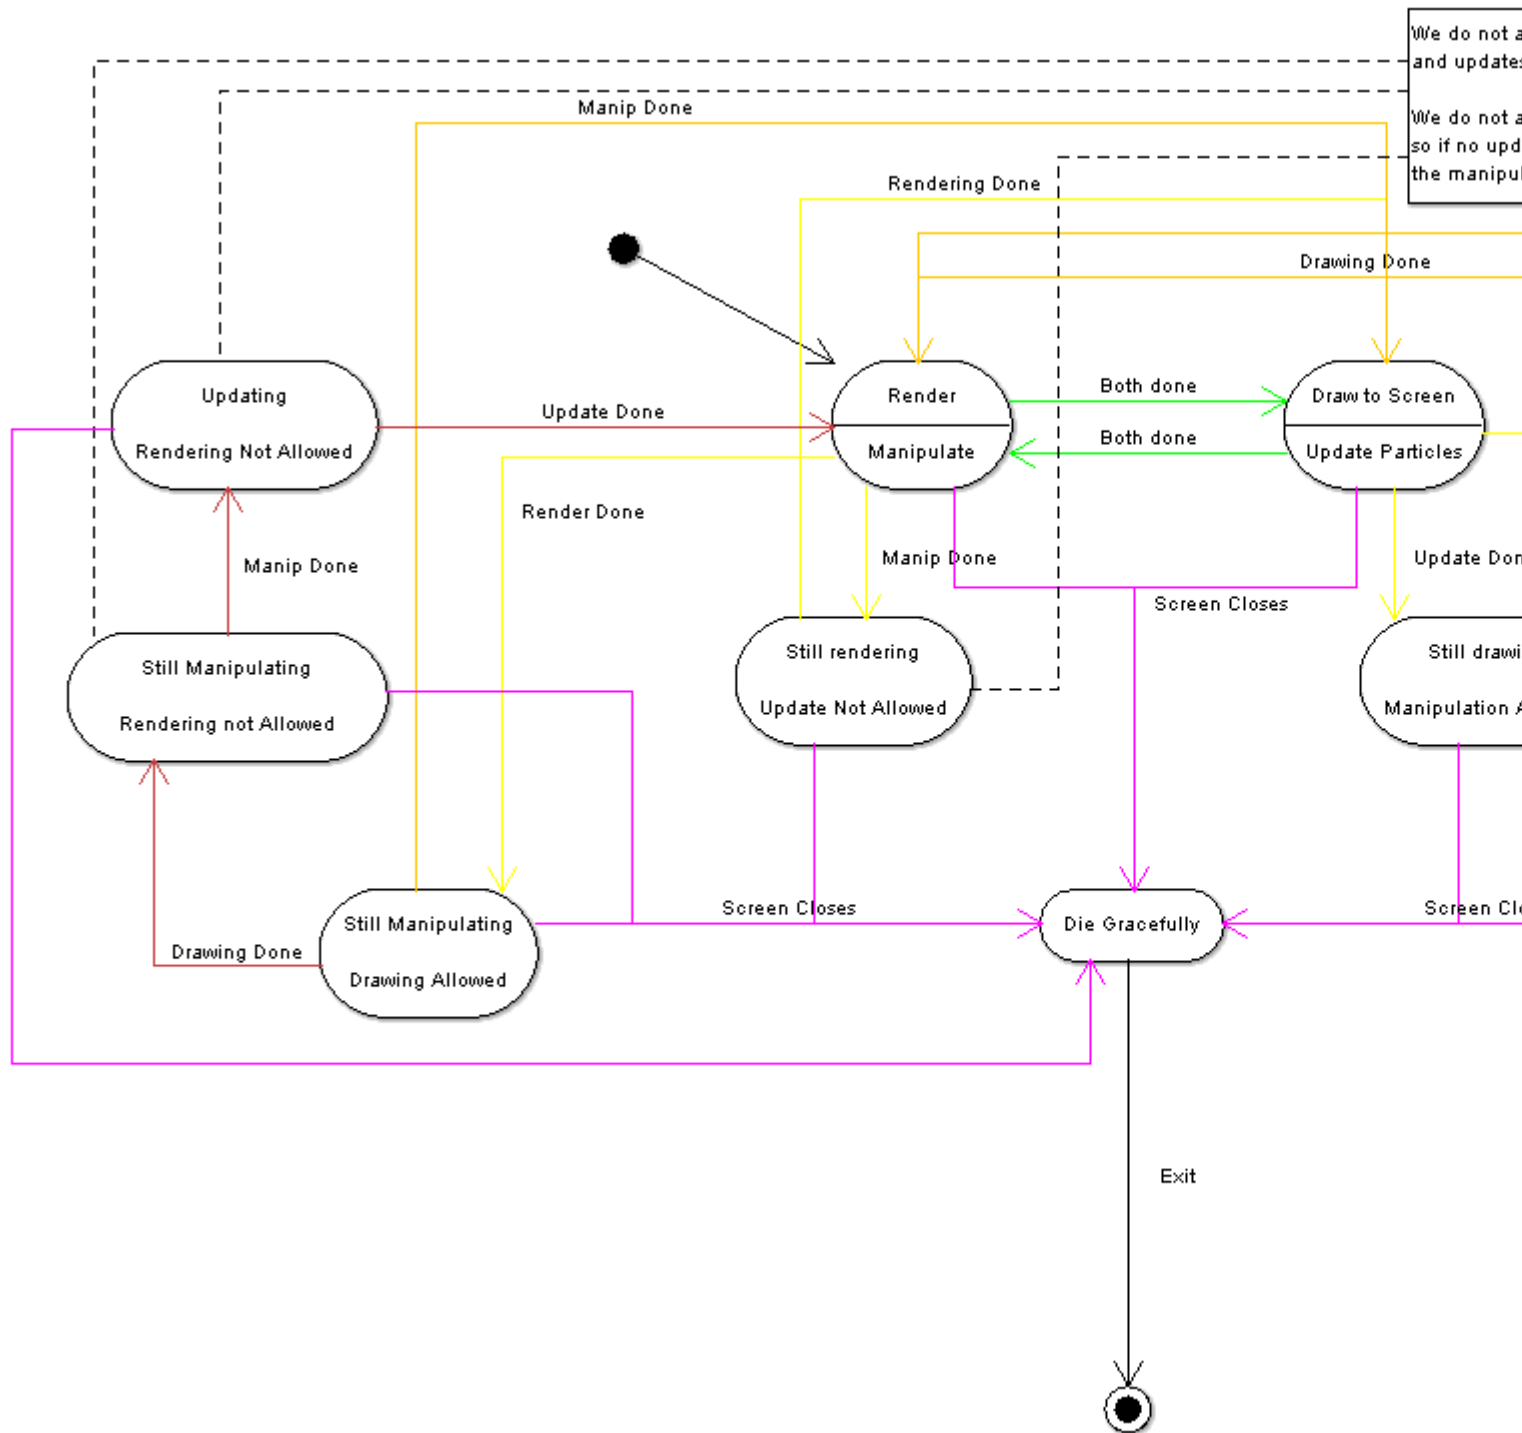 We do not a
and updates
We do not a
so if no upd
the manipul
Manip Done
Rendering Done
Drawing Done
Updating
Rendering Not Allowed
Update Done
Render
Manipulate
Both done
Both done
Draw to Screen
Update Particles
Render Done
Manip Done
Manip Done
Update Don
Screen Closes
Still Manipulating
Rendering not Allowed
Still rendering
Update Not Allowed
Still drawi
Manipulation A
Still Manipulating
Drawing Allowed
Drawing Done
Screen Closes
Die Gracefully
Screen Clo
Exit